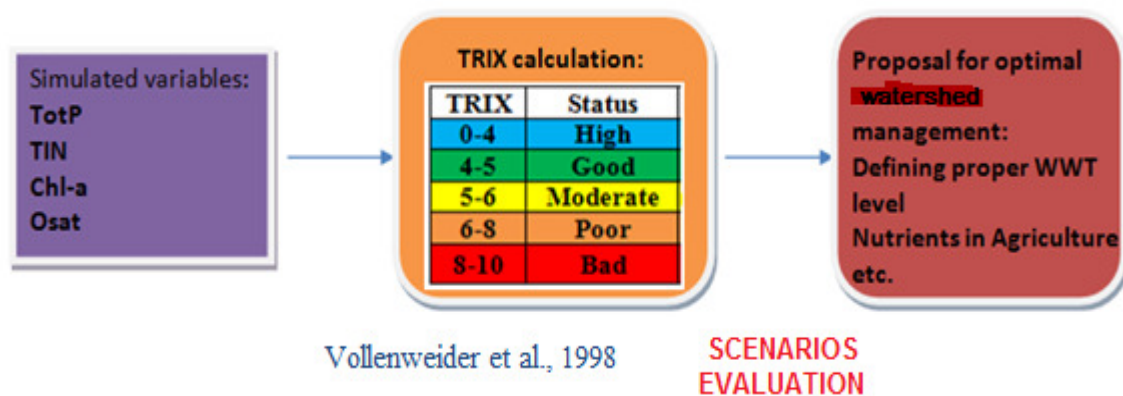 Simulated variables:
TotP
TIN
Chl-a
Osat
TRIX calculation:
TRIX Status
0-4 High
4-5 Good
5-6 Moderate
6-8 Poor
8-10 Bad
Proposal for optimal
watershed
management:
Defining proper WWT
level
Nutrients in Agriculture
etc.
Vollenweider et al., 1998
SCENARIOS
EVALUATION